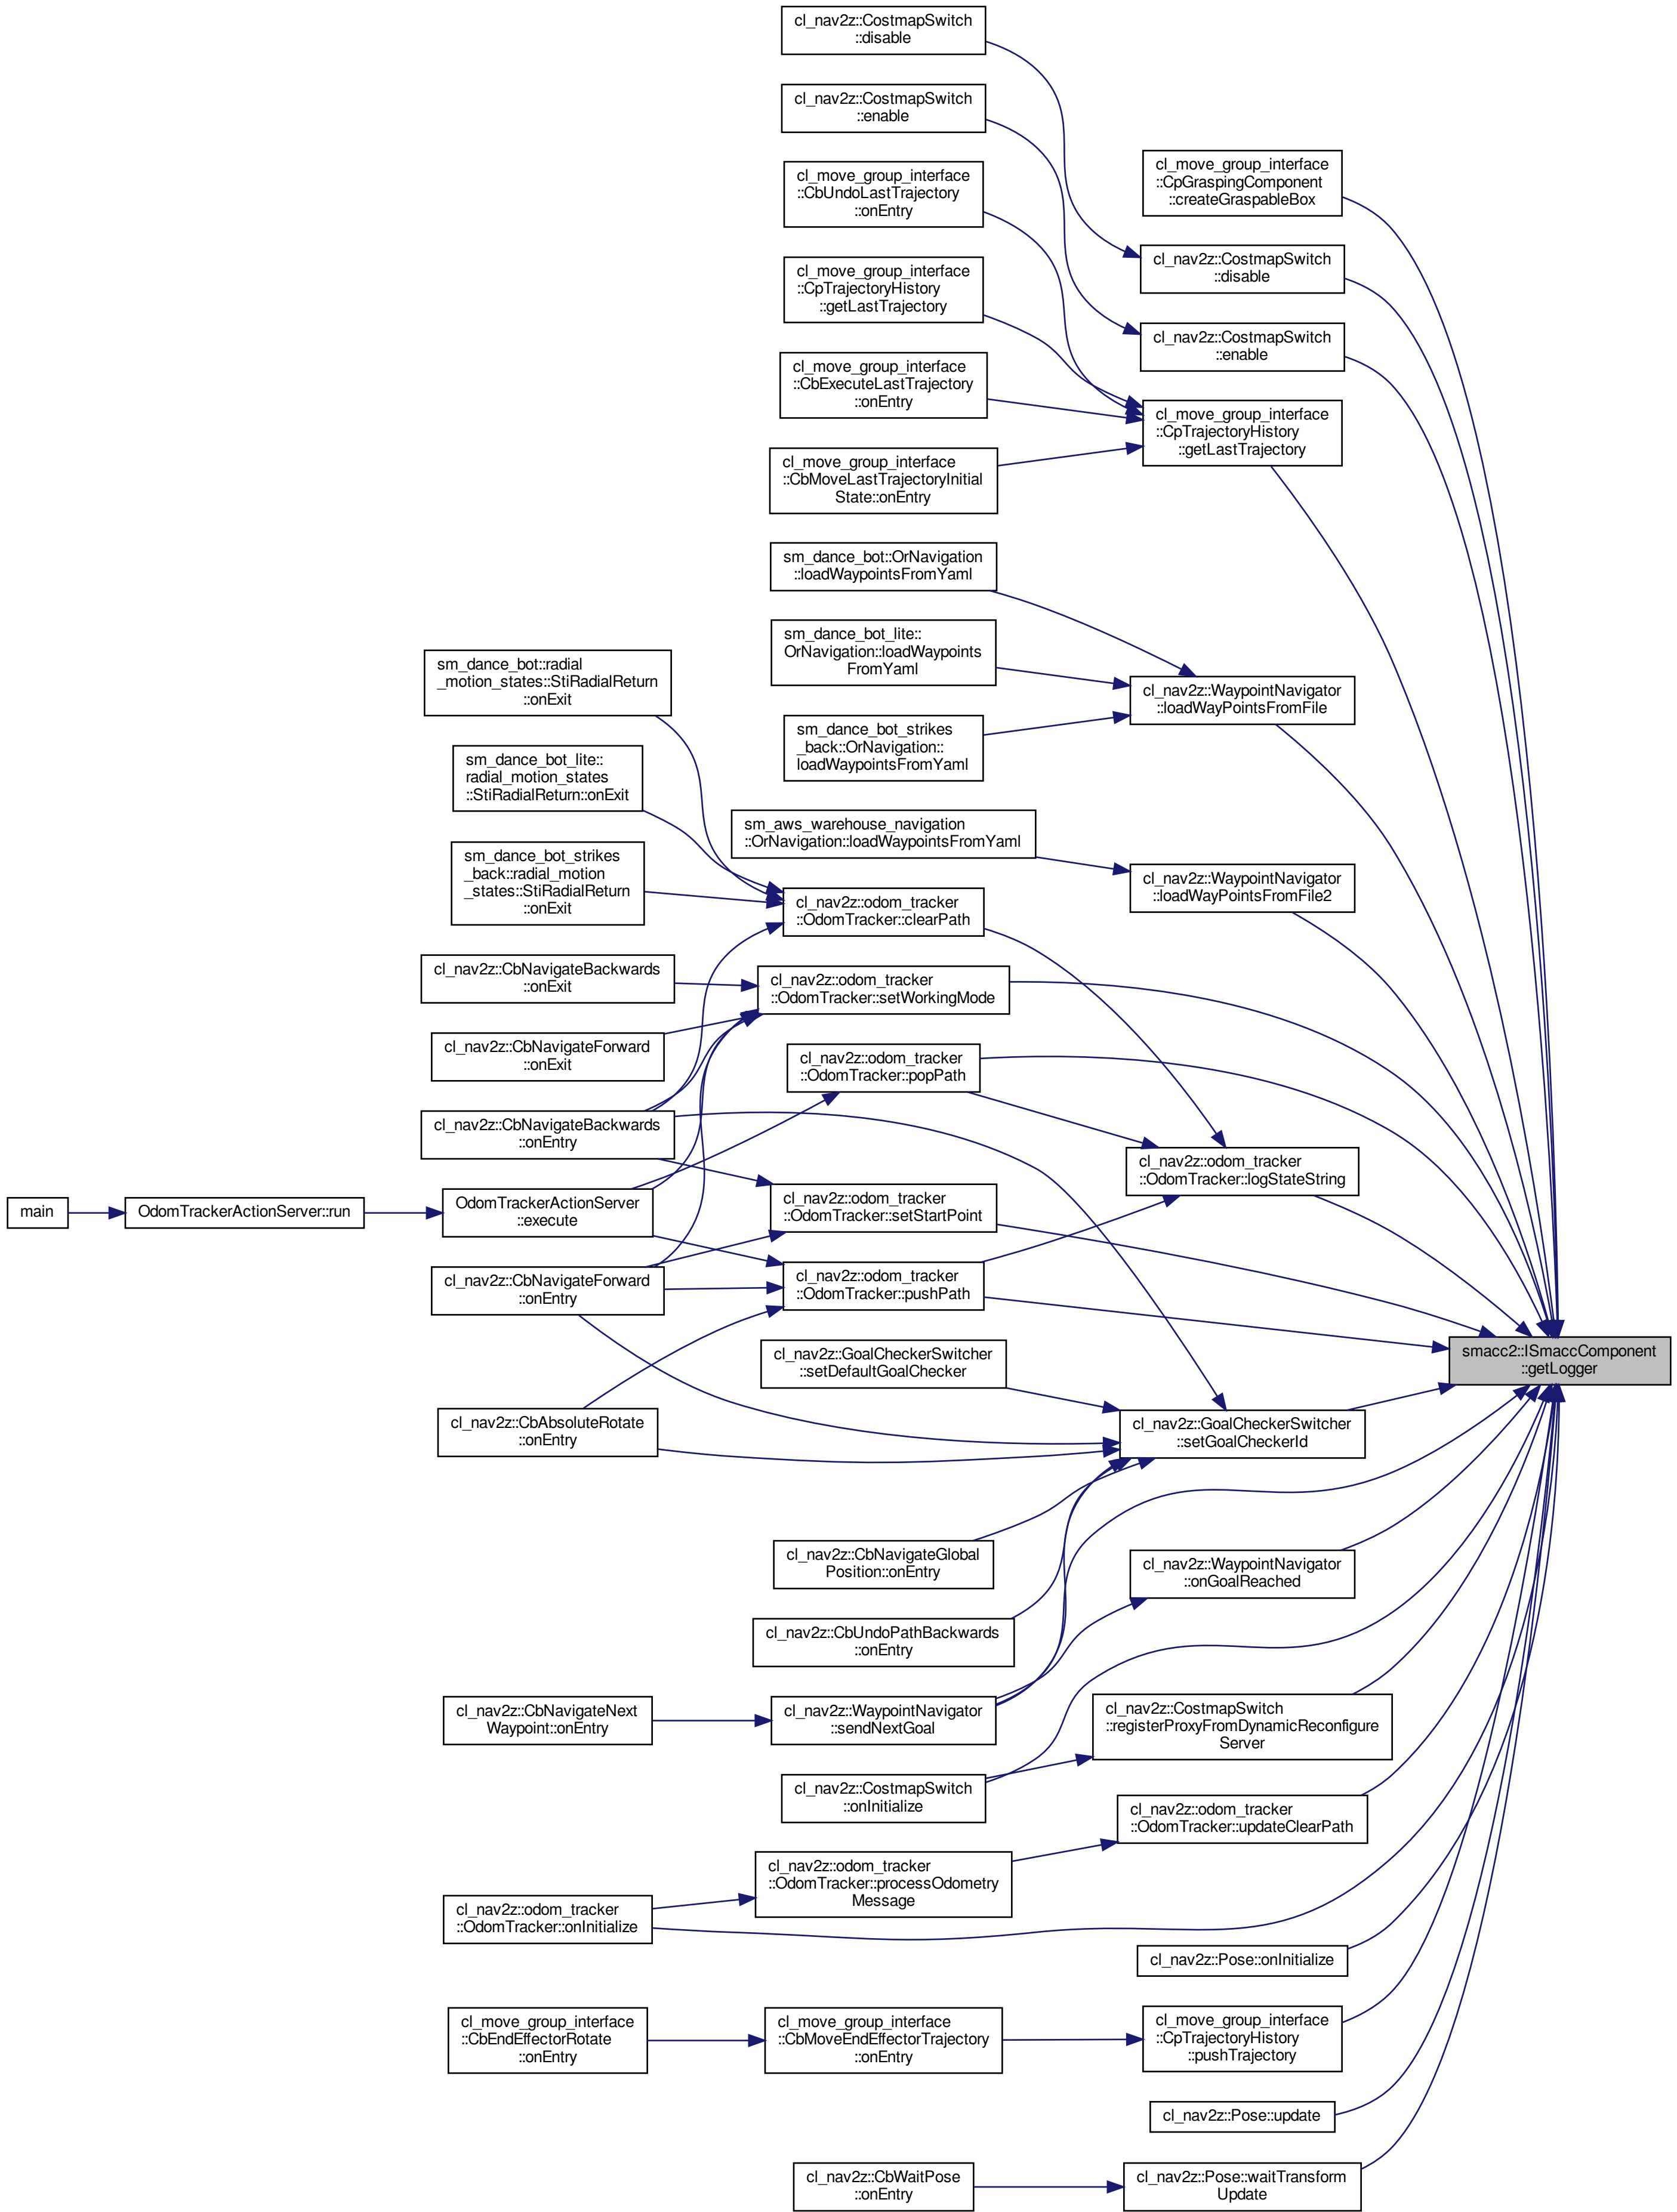 cl_nav2z::CostmapSwitch
::disable
cl_nav2z::CostmapSwitch
::enable
cl_move_group_interface
::CbUndoLastTrajectory
::onEntry
cl_move_group_interface
::CpTrajectoryHistory
::getLastTrajectory
cl_move_group_interface
::CbExecuteLastTrajectory
::onEntry
cl_move_group_interface
::CbMoveLastTrajectoryInitial
State::onEntry
cl_move_group_interface
::CpGraspingComponent
::createGraspableBox
cl_nav2z::CostmapSwitch
::disable
cl_nav2z::CostmapSwitch
::enable
cl_move_group_interface
::CpTrajectoryHistory
::getLastTrajectory
sm_dance_bot::OrNavigation
::loadWaypointsFromYaml
sm_dance_bot_lite::
OrNavigation::loadWaypoints
FromYaml
sm_dance_bot_strikes
_back::OrNavigation::
loadWaypointsFromYaml
cl_nav2z::WaypointNavigator
::loadWayPointsFromFile
sm_aws_warehouse_navigation
::OrNavigation::loadWaypointsFromYaml
cl_nav2z::WaypointNavigator
::loadWayPointsFromFile2
sm_dance_bot::radial
_motion_states::StiRadialReturn
::onExit
sm_dance_bot_lite::
radial_motion_states
::StiRadialReturn::onExit
sm_dance_bot_strikes
_back::radial_motion
_states::StiRadialReturn
::onExit
cl_nav2z::odom_tracker
::OdomTracker::clearPath
cl_nav2z::CbNavigateBackwards
::onExit
cl_nav2z::odom_tracker
::OdomTracker::setWorkingMode
cl_nav2z::CbNavigateForward
::onExit
cl_nav2z::odom_tracker
::OdomTracker::popPath
cl_nav2z::CbNavigateBackwards
::onEntry
cl_nav2z::odom_tracker
::OdomTracker::logStateString
main
OdomTrackerActionServer::run
OdomTrackerActionServer
::execute
cl_nav2z::odom_tracker
::OdomTracker::setStartPoint
cl_nav2z::CbNavigateForward
::onEntry
cl_nav2z::odom_tracker
::OdomTracker::pushPath
smacc2::ISmaccComponent
::getLogger
cl_nav2z::GoalCheckerSwitcher
::setDefaultGoalChecker
cl_nav2z::CbAbsoluteRotate
::onEntry
cl_nav2z::GoalCheckerSwitcher
::setGoalCheckerId
cl_nav2z::CbNavigateGlobal
Position::onEntry
cl_nav2z::WaypointNavigator
::onGoalReached
cl_nav2z::CbUndoPathBackwards
::onEntry
cl_nav2z::CbNavigateNext
Waypoint::onEntry
cl_nav2z::WaypointNavigator
::sendNextGoal
cl_nav2z::CostmapSwitch
::registerProxyFromDynamicReconfigure
Server
cl_nav2z::CostmapSwitch
::onInitialize
cl_nav2z::odom_tracker
::OdomTracker::updateClearPath
cl_nav2z::odom_tracker
::OdomTracker::processOdometry
Message
cl_nav2z::odom_tracker
::OdomTracker::onInitialize
cl_nav2z::Pose::onInitialize
cl_move_group_interface
::CbEndEffectorRotate
::onEntry
cl_move_group_interface
::CbMoveEndEffectorTrajectory
::onEntry
cl_move_group_interface
::CpTrajectoryHistory
::pushTrajectory
cl_nav2z::Pose::update
cl_nav2z::CbWaitPose
::onEntry
cl_nav2z::Pose::waitTransform
Update